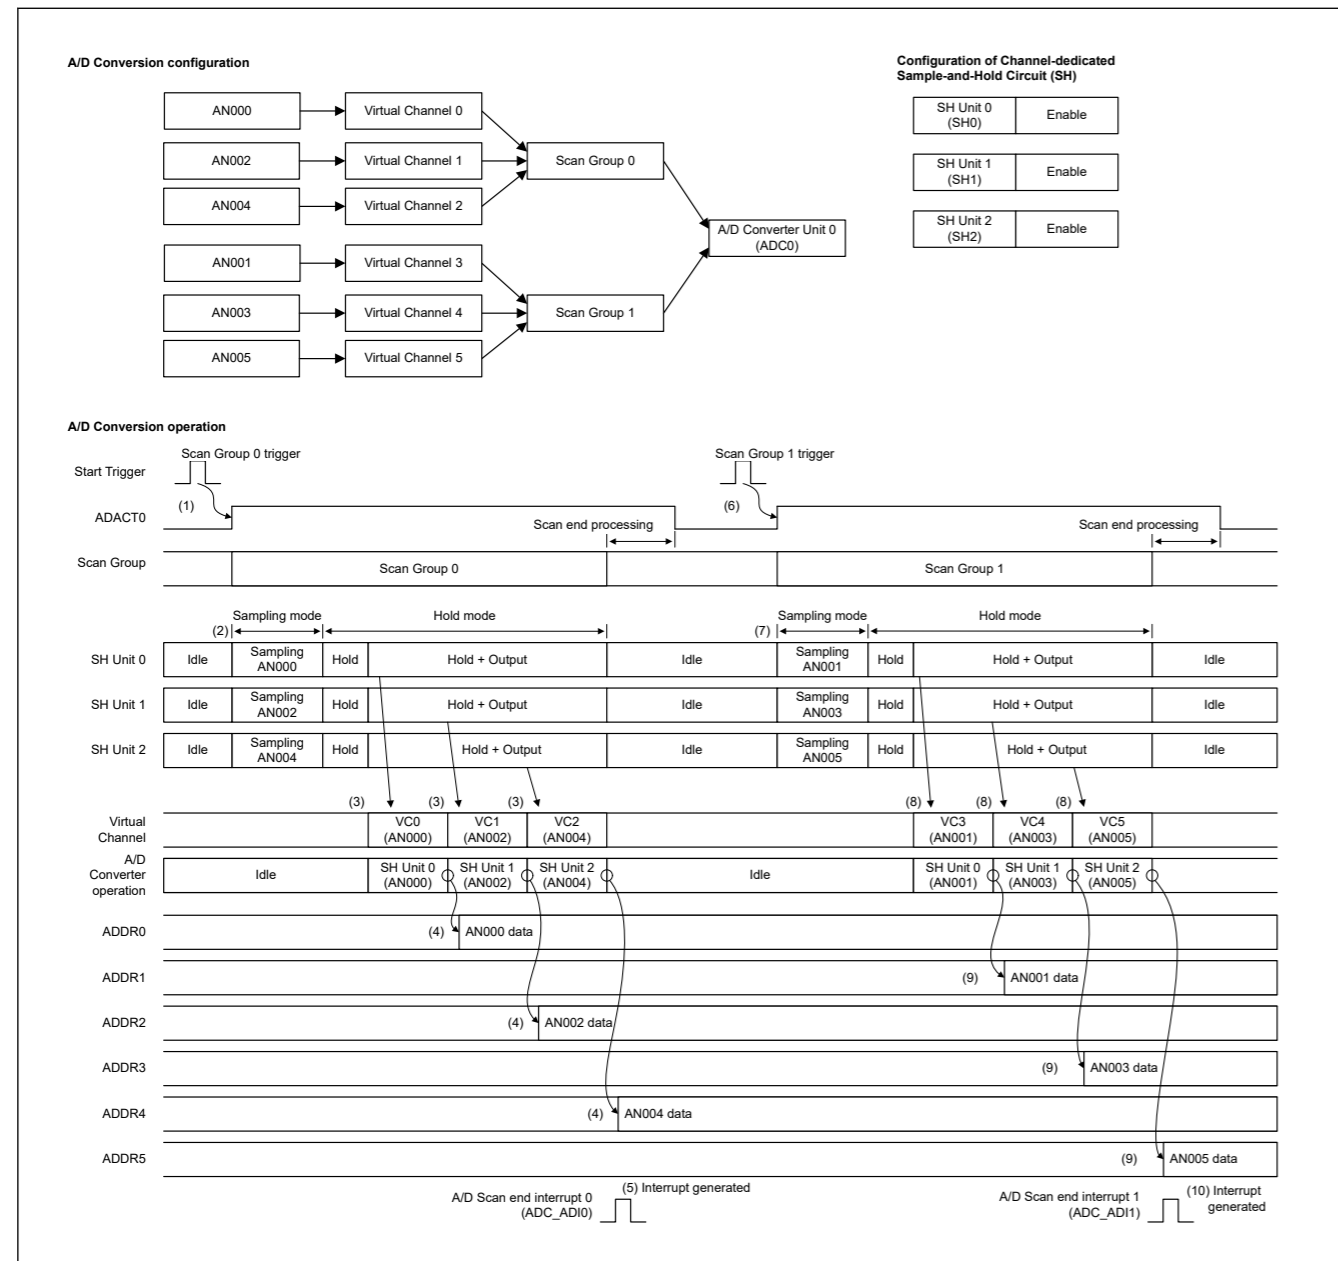 A/D Conversion configuration
Configuration of Channel-dedicated
Sample-and-Hold Circuit (SH)
AN000
Virtual Channel 0
AN002
Virtual Channel 1
Scan Group 0
AN004
Virtual Channel 2
A/D Converter Unit 0
(ADC0)
AN001
Virtual Channel 3
AN003
Virtual Channel 4
Scan Group 1
AN005
Virtual Channel 5
SH Unit 0
(SH0)
Enable
SH Unit 1
(SH1)
Enable
SH Unit 2
(SH2)
Enable
A/D Conversion operation
Scan Group 0 trigger
Scan Group 1 trigger
Start Trigger
(1)
(6)
ADACT0
Scan end processing
Scan end processing
Scan Group
Scan Group 0
Scan Group 1
Sampling mode
Hold mode
Sampling mode
Hold mode
(2)
(7)
SH Unit 0
Idle
Sampling
AN000
Hold
Hold + Output
Idle
Sampling
AN001
Hold
Hold + Output
Idle
SH Unit 1
Idle
Sampling
AN002
Hold
Hold + Output
Idle
Sampling
AN003
Hold
Hold + Output
Idle
SH Unit 2
Idle
Sampling
AN004
Hold
Hold + Output
Idle
Sampling
AN005
Hold
Hold + Output
Idle
(3)
(3)
(3)
(8)
(8)
(8)
Virtual
Channel
VC0
(AN000)
VC1
(AN002)
VC2
(AN004)
VC3
(AN001)
VC4
(AN003)
VC5
(AN005)
A/D
Converter
operation
Idle
SH Unit 0
(AN000)
SH Unit 1
(AN002)
SH Unit 2
(AN004)
Idle
SH Unit 0
(AN001)
SH Unit 1
(AN003)
SH Unit 2
(AN005)
ADDR0
(4)
AN000 data
ADDR1
(9)
AN001 data
ADDR2
(4)
AN002 data
ADDR3
(9)
AN003 data
ADDR4
(4)
AN004 data
ADDR5
(9)
AN005 data
A/D Scan end interrupt 0
(ADC_ADI0)
(5) Interrupt generated
A/D Scan end interrupt 1
(ADC_ADI1)
(10) Interrupt
generated